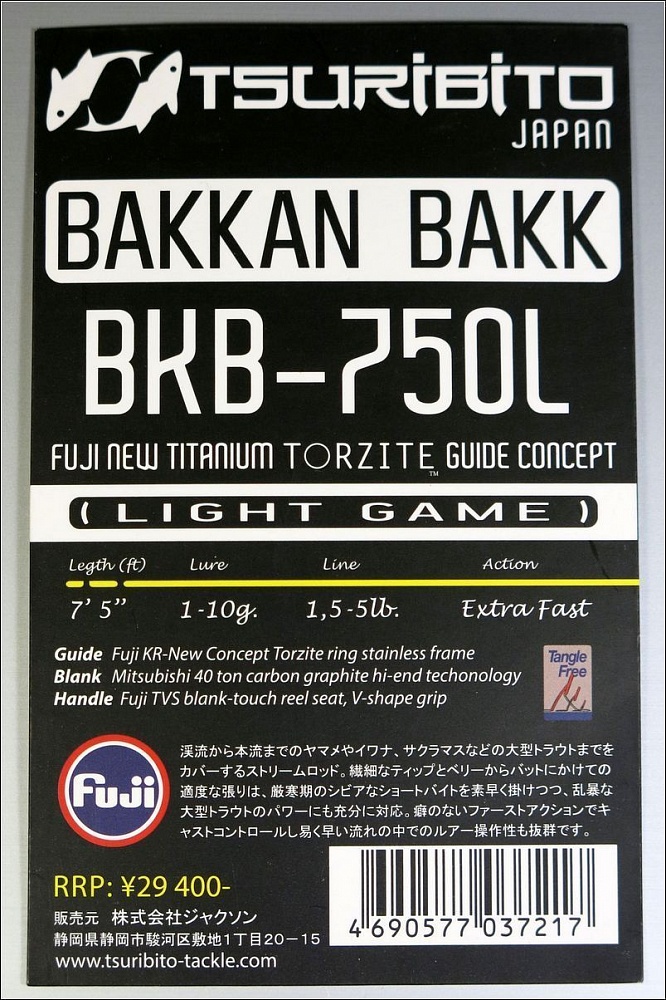 TSURIBITO
JAPAN
BAKKAN BAKK
BKB-750L
FUJI NEW TITANIUM TORZITE™ GUIDE CONCEPT
( LIGHT GAME )
Legth (ft) Lure Line Action
7' 5" 1-10g. 1,5-5lb. Extra Fast
Guide Fuji KR-New Concept Torzite ring stainless frame
Blank Mitsubishi 40 ton carbon graphite hi-end techonology
Handle Fuji TVS blank-touch reel seat, V-shape grip
Tangle
Free
Fuji
渓流から本流までのヤマメやイワナ、サクラマスなどの大型トラウトまでを
カバーするストリームロッド。繊細なティップとベリーからバットにかけての
適度な張りは、厳寒期のシビアなショートバイトを素早く掛けつつ、乱暴な
大型トラウトのパワーにも充分に対応。癖のないファーストアクションでキ
ャストコントロールし易く早い流れの中でのルアー操作性も抜群です。
RRP: ¥29 400-
販売元 株式会社ジャクソン
静岡県静岡市駿河区敷地1丁目20－15
www.tsuribito-tackle.com
4 690577 037217